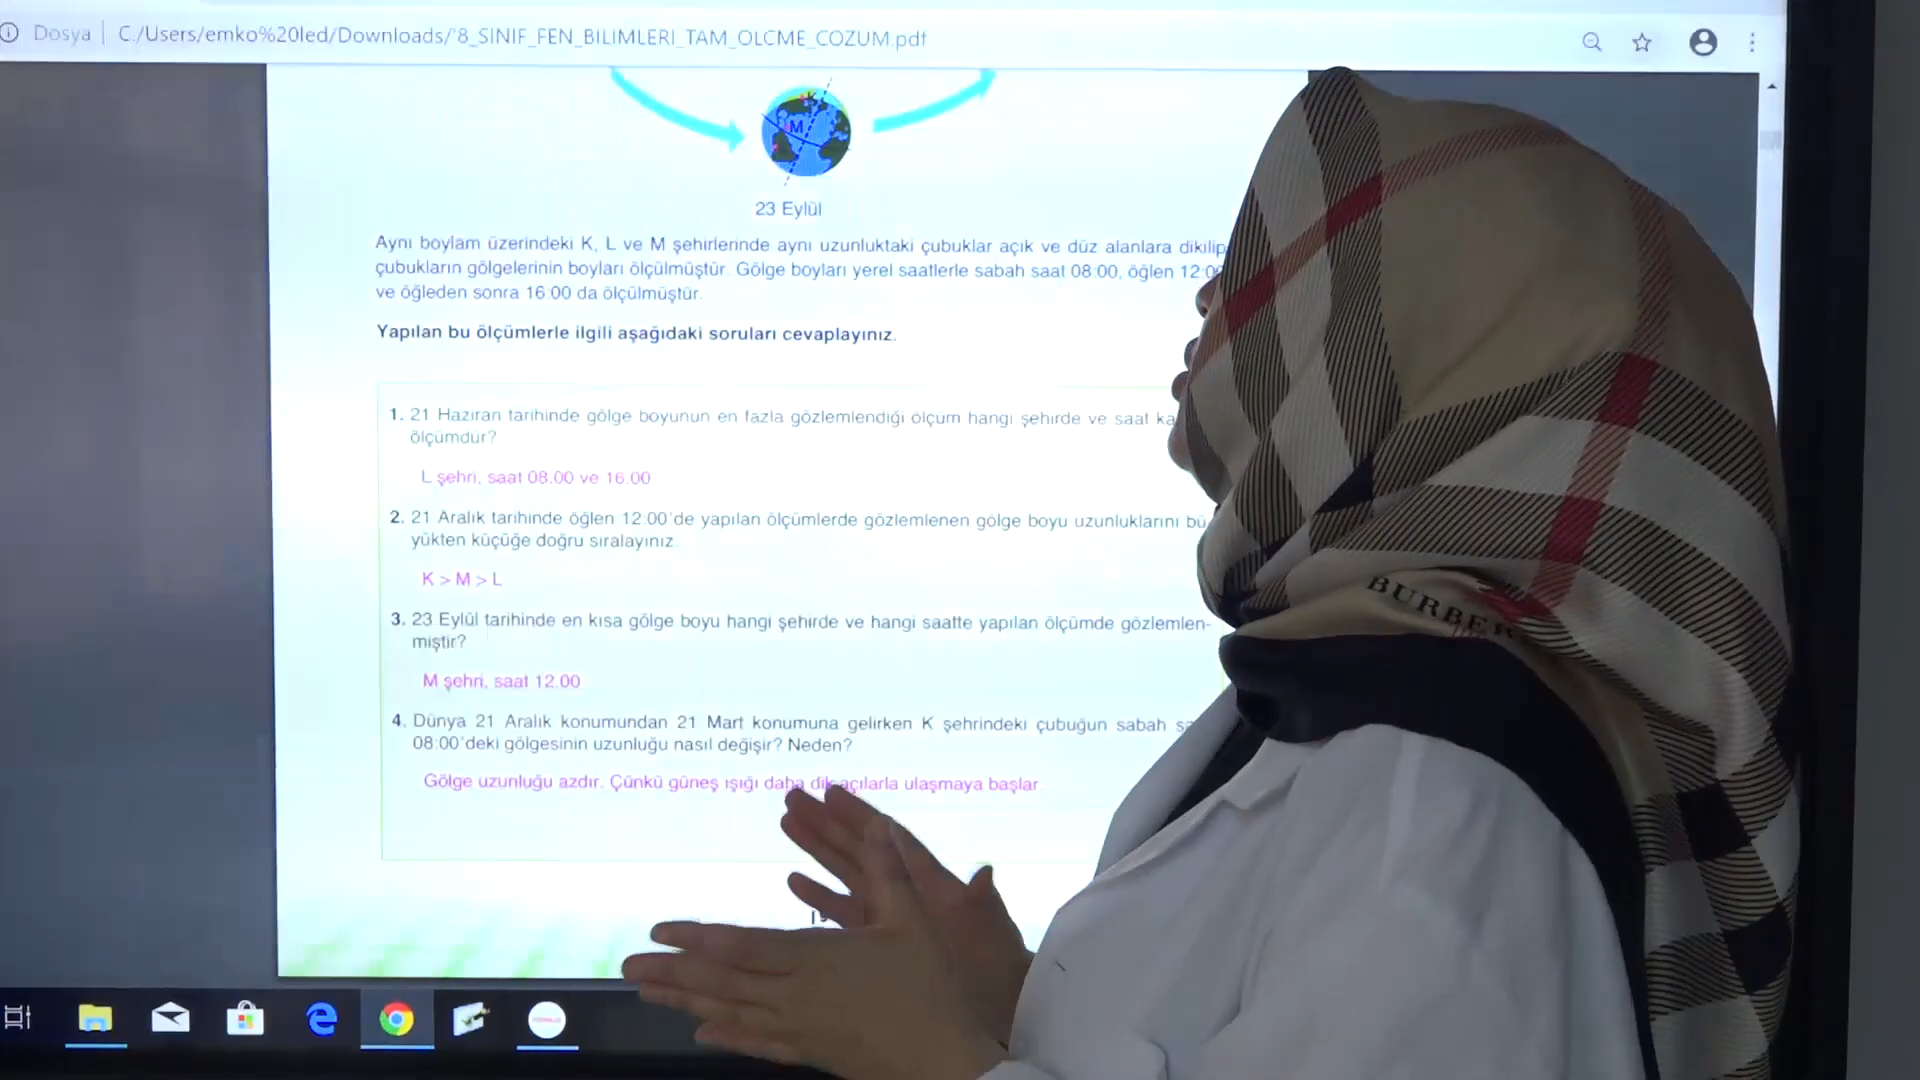 Dosya C:/Users/emko%20led/Downloads/'8_SINIF_FEN_BILIMLERI_TAM_OLCME_COZUM.pdf
K
M
23 Eylül
Aynı boylam üzerindeki K, L ve M şehirlerinde aynı uzunluktaki çubuklar açık ve düz alanlara dikilip
çubukların gölgelerinin boyları ölçülmüştür. Gölge boyları yerel saatlerle sabah saat 08:00, öğlen 12:00
ve öğleden sonra 16:00 da ölçülmüştür.
Yapılan bu ölçümlerle ilgili aşağıdaki soruları cevaplayınız.
1. 21 Haziran tarihinde gölge boyunun en fazla gözlemlendiği ölçüm hangi şehirde ve saat ka
ölçümdür?
L şehri, saat 08.00 ve 16.00
2. 21 Aralık tarihinde öğlen 12:00'de yapılan ölçümlerde gözlemlenen gölge boyu uzunluklarını bü
yükten küçüğe doğru sıralayınız.
K > M > L
3. 23 Eylül tarihinde en kısa gölge boyu hangi şehirde ve hangi saatte yapılan ölçümde gözlemlen-
miştir?
M şehri, saat 12.00
4. Dünya 21 Aralık konumundan 21 Mart konumuna gelirken K şehrindeki çubuğun sabah sa
08:00'deki gölgesinin uzunluğu nasıl değişir? Neden?
Gölge uzunluğu azdır. Çünkü güneş ışığı daha dik açılarla ulaşmaya başlar.
BURBER